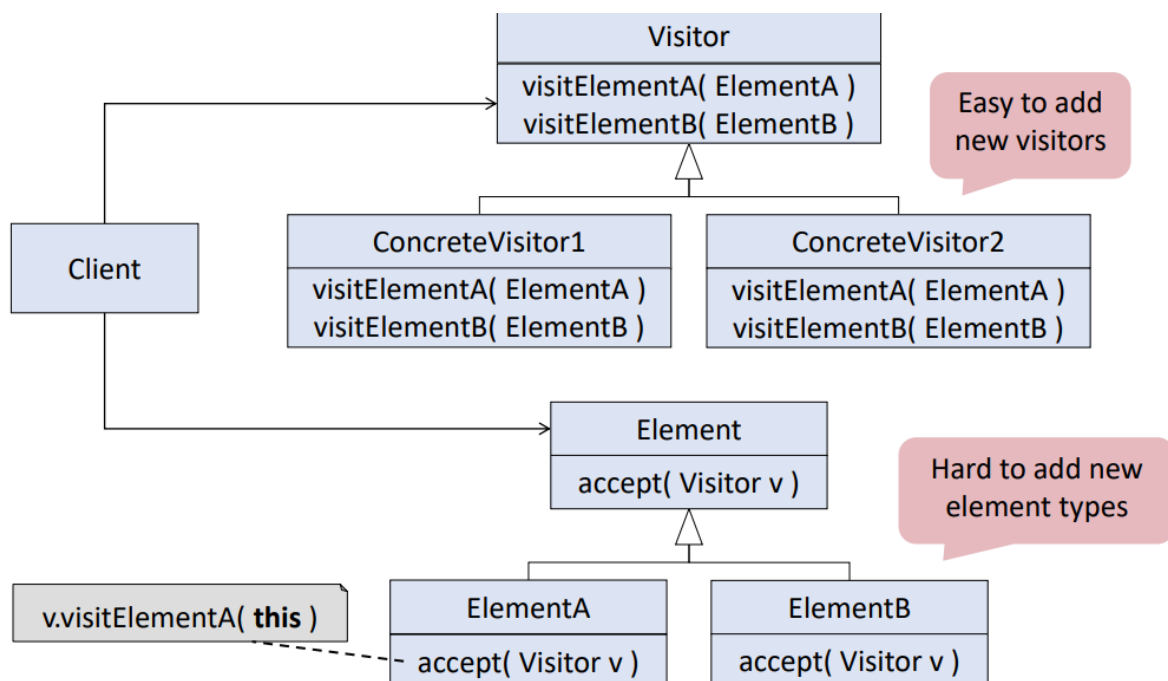 Visitor
visitElementA( ElementA )
visitElementB( ElementB )
Easy to add
new visitors
Client
ConcreteVisitor1
visitElementA( ElementA )
visitElementB( ElementB )
ConcreteVisitor2
visitElementA( ElementA )
visitElementB( ElementB )
Element
accept( Visitor v )
Hard to add new
element types
v.visitElementA( this )
ElementA
accept( Visitor v )
ElementB
accept( Visitor v )